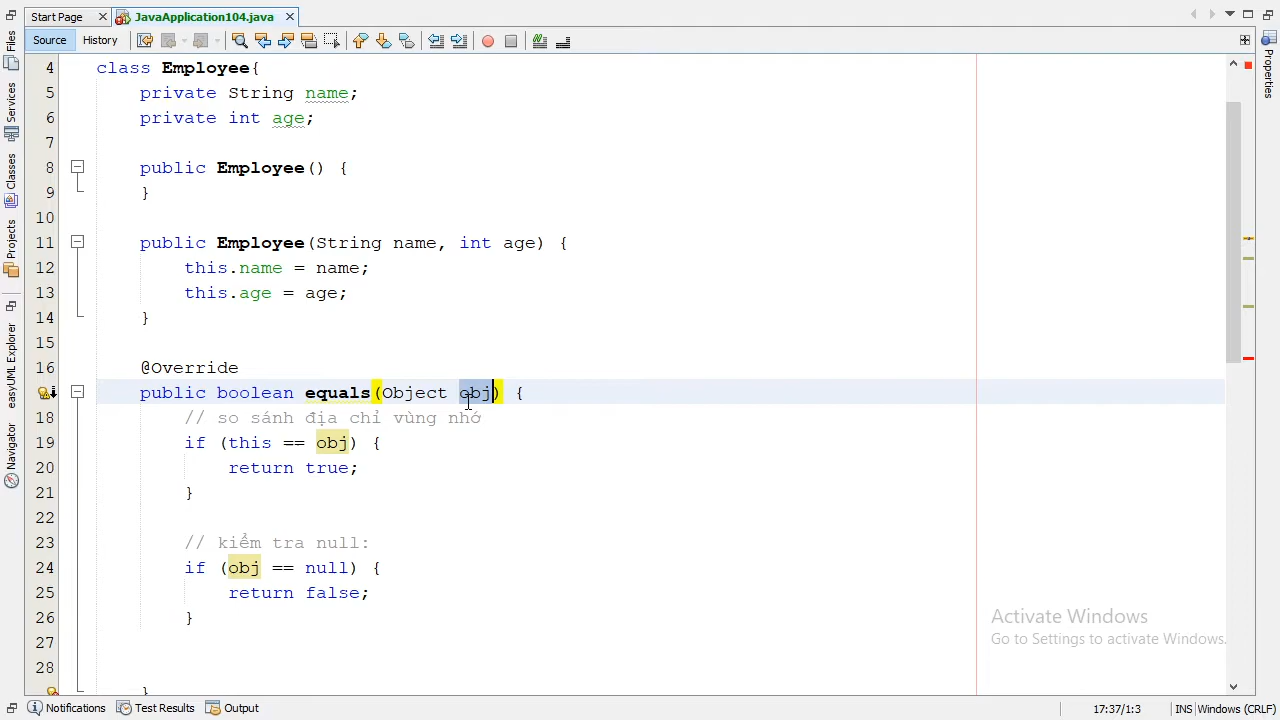 Start Page
JavaApplication104.java
Source
History
Files
Services
Classes
Projects
easyUML Explorer
Navigator
Properties
4 class Employee{
5 private String name;
6 private int age;
7
8 public Employee() {
9 }
10
11 public Employee(String name, int age) {
12 this.name = name;
13 this.age = age;
14 }
15
16 @Override
public boolean equals(Object obj) {
18 // so sánh địa chỉ vùng nhớ
19 if (this == obj) {
20 return true;
21 }
22
23 // kiểm tra null:
24 if (obj == null) {
25 return false;
26 }
27
28
}
Activate Windows
Go to Settings to activate Windows.
Notifications
Test Results
Output
17:37/1:3
INS
Windows (CRLF)